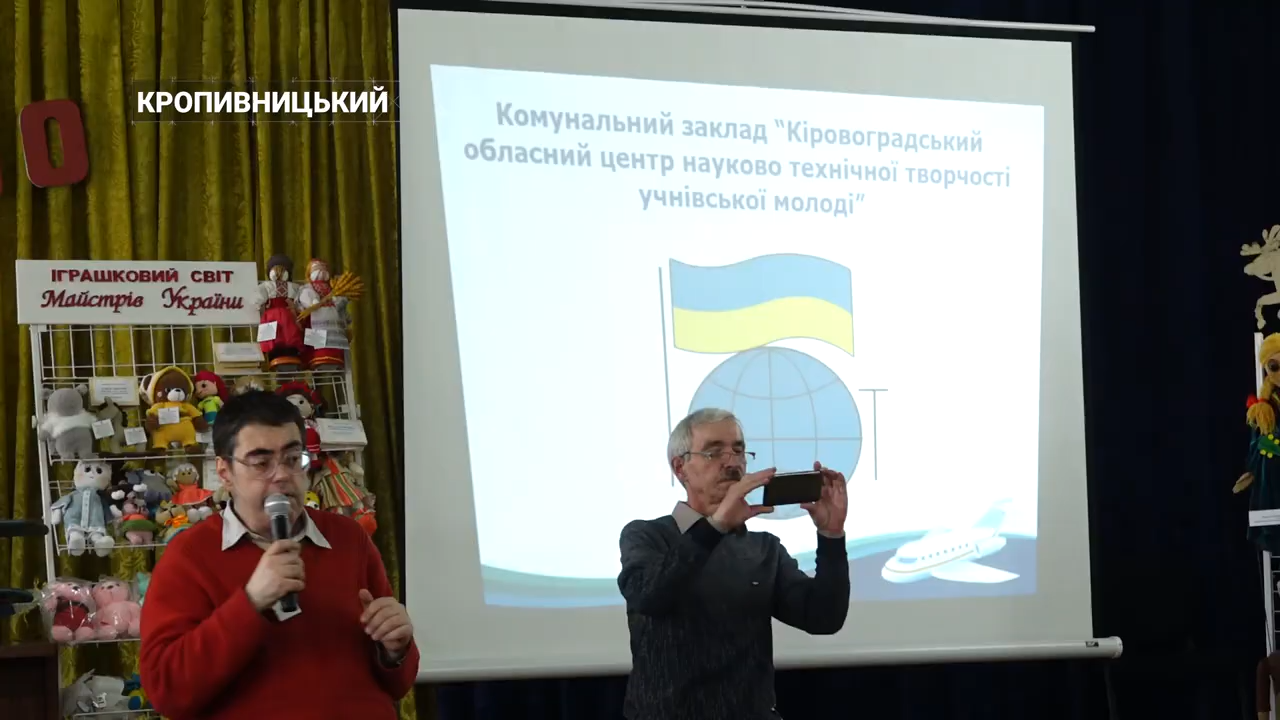 КРОПИВНИЦЬКИЙ
О
Комунальний заклад “Кіровоградський
обласний центр науково технічної творчості
учнівської молоді”
Т
ІГРАШКОВИЙ СВІТ
Майстрів України